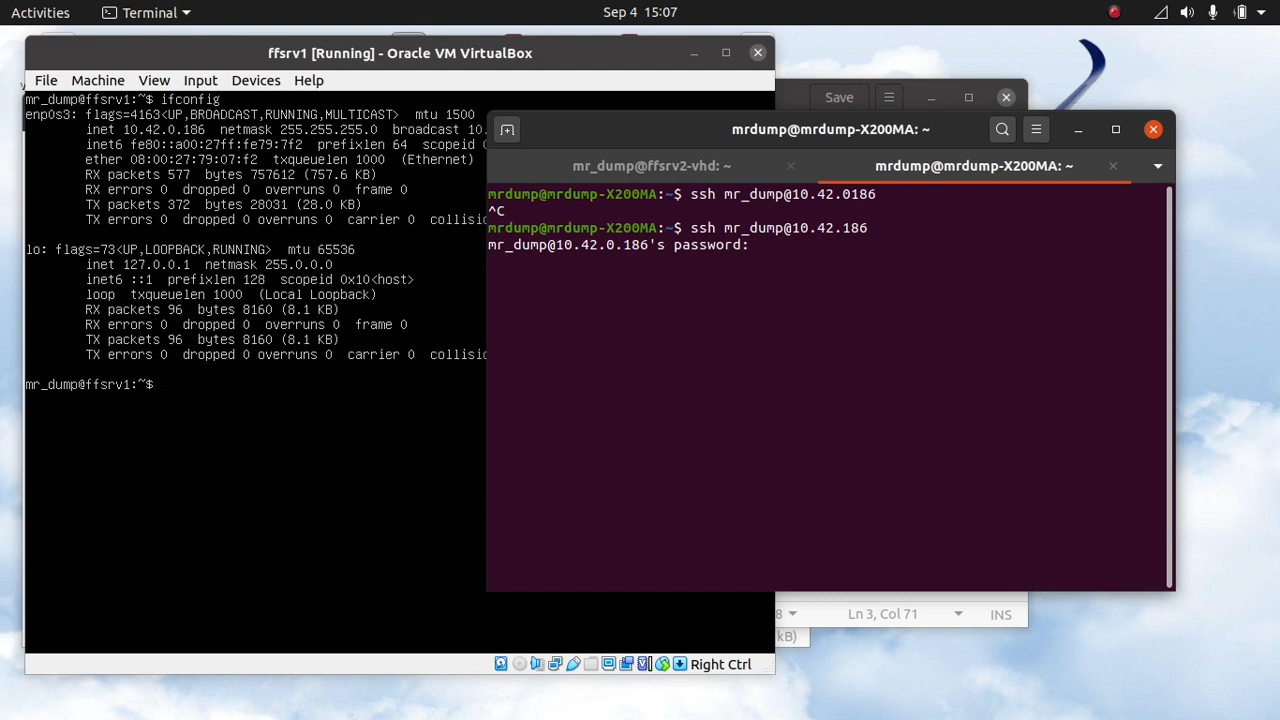 Activities
Terminal
Sep 4 15:07
ffsrv1 [Running] - Oracle VM VirtualBox
File Machine View Input Devices Help
mr_dump@ffsrv1:~$ ifconfig
enp0s3: flags=4163<UP,BROADCAST,RUNNING,MULTICAST> mtu 1500
inet 10.42.0.186 netmask 255.255.255.0 broadcast 10.
inet6 fe80::a00:27ff:fe79:7f2 prefixlen 64 scopeid 0
ether 08:00:27:79:07:f2 txqueuelen 1000 (Ethernet)
RX packets 577 bytes 757612 (757.6 KB)
RX errors 0 dropped 0 overruns 0 frame 0
TX packets 372 bytes 28031 (28.0 KB)
TX errors 0 dropped 0 overruns 0 carrier 0 collisio
lo: flags=73<UP,LOOPBACK,RUNNING> mtu 65536
inet 127.0.0.1 netmask 255.0.0.0
inet6 ::1 prefixlen 128 scopeid 0x10<host>
loop txqueuelen 1000 (Local Loopback)
RX packets 96 bytes 8160 (8.1 KB)
RX errors 0 dropped 0 overruns 0 frame 0
TX packets 96 bytes 8160 (8.1 KB)
TX errors 0 dropped 0 overruns 0 carrier 0 collisio
mr_dump@ffsrv1:~$
Right Ctrl
Save
mrdump@mrdump-X200MA: ~
mr_dump@ffsrv2-vhd: ~
mrdump@mrdump-X200MA: ~
mrdump@mrdump-X200MA:~$ ssh mr_dump@10.42.0186
^C
mrdump@mrdump-X200MA:~$ ssh mr_dump@10.42.186
mr_dump@10.42.0.186's password:
8
Ln 3, Col 71
INS
kB)